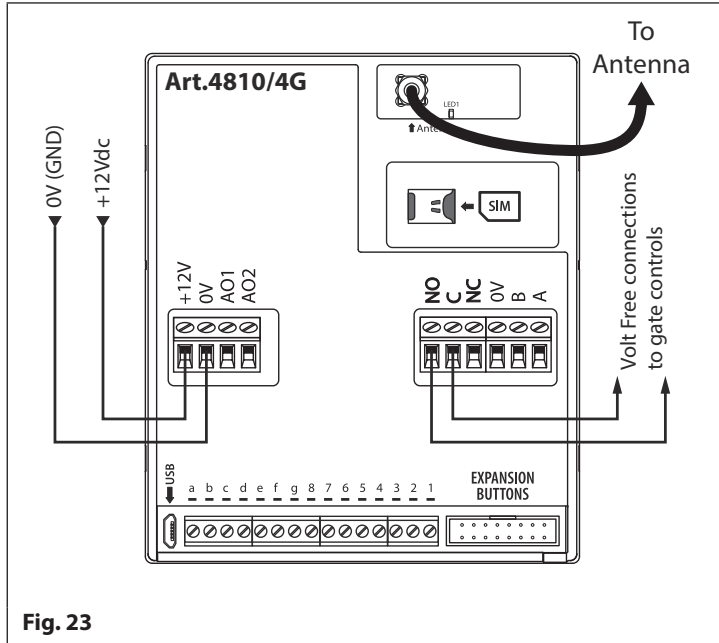 To
Antenna
Art.4810/4G
LED1
Anten
SIM
0V (GND)
+12Vdc
+12V
0V
AO1
AO2
NO
C
NC
0V
B
A
Volt Free connections
to gate controls
USB
a b c d e f g 8 7 6 5 4 3 2 1
EXPANSION
BUTTONS
Fig. 23